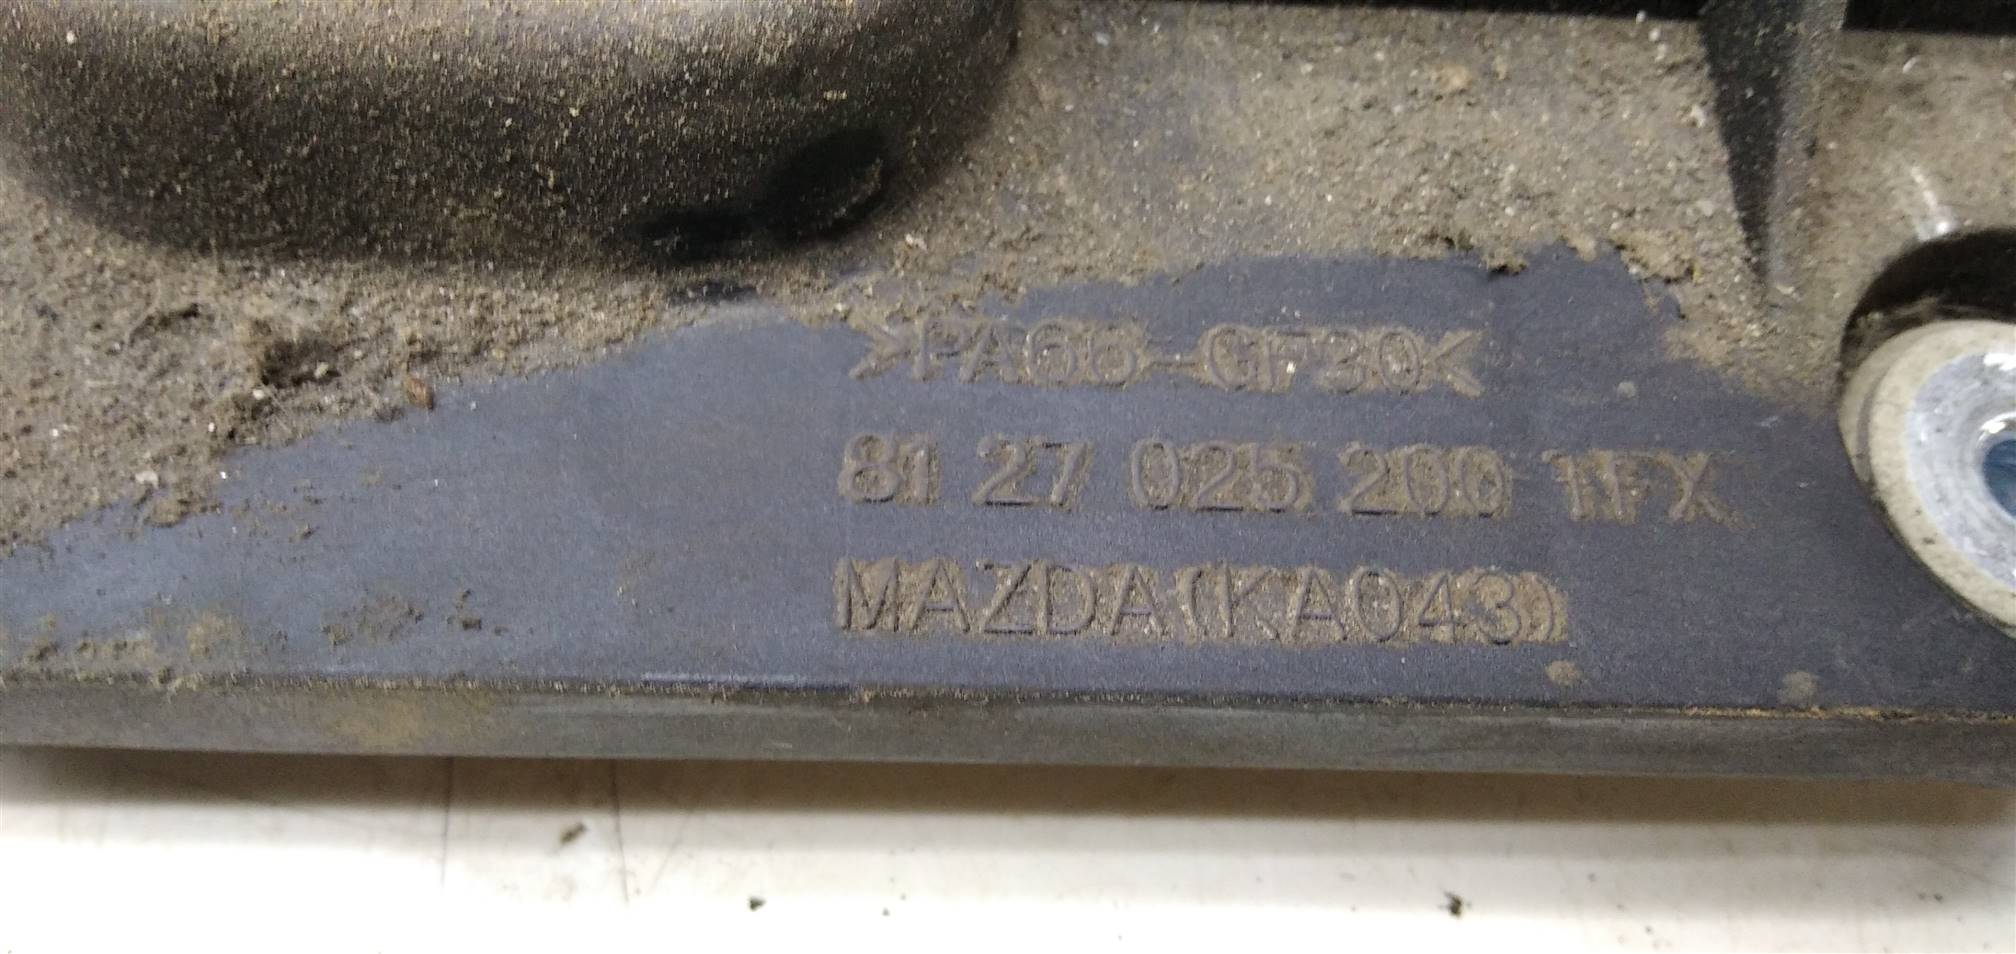 >PA66-GF30<
81 27 025 200 1FX
MAZDA(KA043)